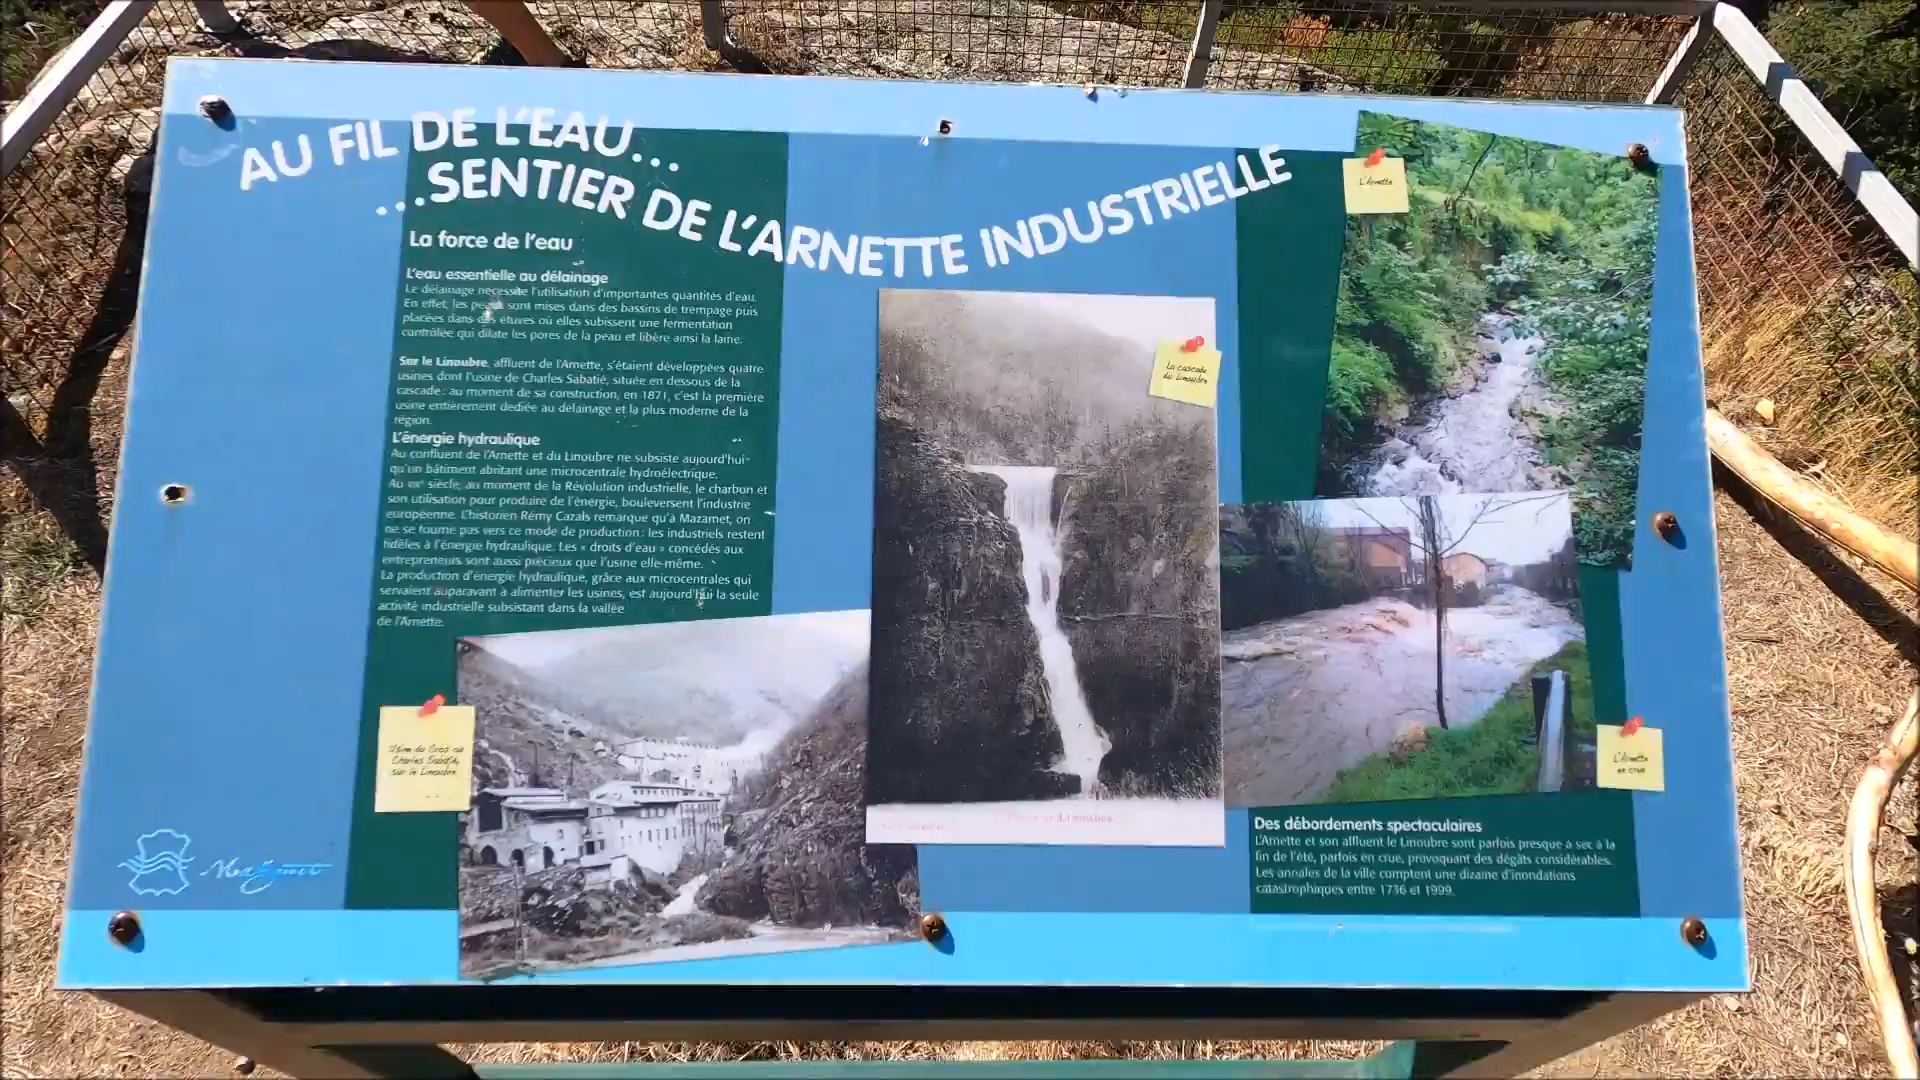 AU FIL DE L'EAU...
...SENTIER DE L'ARNETTE INDUSTRIELLE
La force de l'eau
L'eau essentielle au délainage
Le délainage nécessite l'utilisation d'importantes quantités d'eau.
En effet, les peaux sont mises dans des bassins de trempage puis
placées dans des étuves où elles subissent une fermentation
contrôlée qui dilate les pores de la peau et libère ainsi la laine.
Sur le Linoubre, affluent de l'Arnette, s'étaient développées quatre
usines dont l'usine de Charles Sabatié, située en dessous de la
cascade : au moment de sa construction, en 1871, c'est la première
usine entièrement dédiée au délainage et la plus moderne de la
région.
L'énergie hydraulique
Au confluent de l'Arnette et du Linoubre ne subsiste aujourd'hui
qu'un bâtiment abritant une microcentrale hydroélectrique.
Au XIXe siècle, au moment de la Révolution industrielle, le charbon et
son utilisation pour produire de l'énergie, bouleversent l'industrie
européenne. L'historien Rémy Cazals remarque qu'à Mazamet, on
ne se tourne pas vers ce mode de production : les industriels restent
fidèles à l'énergie hydraulique. Les « droits d'eau » concédés aux
entrepreneurs sont aussi précieux que l'usine elle-même.
La production d'énergie hydraulique, grâce aux microcentrales qui
servaient auparavant à alimenter les usines, est aujourd'hui la seule
activité industrielle subsistant dans la vallée
de l'Arnette.
L'Arnette
La cascade
du Linoubre
Usine du Gras ou
Charles Sabatié,
sur le Linoubre
Linoubre
L'Arnette
en crue
Des débordements spectaculaires
L'Arnette et son affluent le Linoubre sont parfois presque à sec à la
fin de l'été, parfois en crue, provoquant des dégâts considérables.
Les annales de la ville comptent une dizaine d'inondations
catastrophiques entre 1736 et 1999.
Mazamet